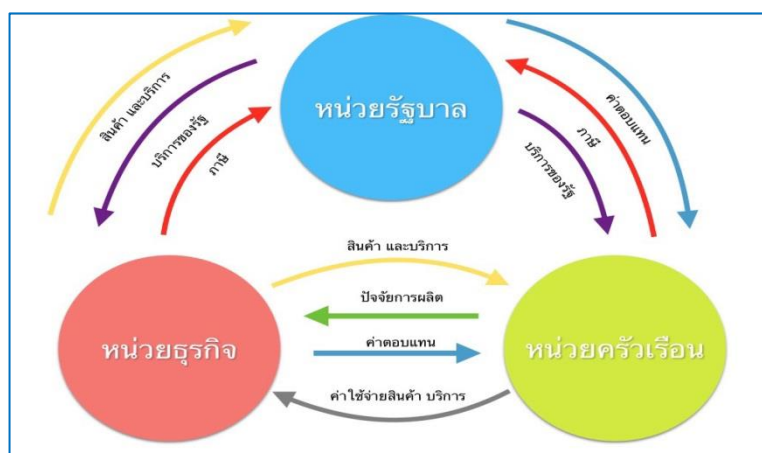 หน่วยรัฐบาล
สินค้า และบริการ
บริการของรัฐ
ภาษี
ค่าตอบแทน
ภาษี
บริการของรัฐ
สินค้า และบริการ
ปัจจัยการผลิต
หน่วยธุรกิจ
ค่าตอบแทน
หน่วยครัวเรือน
ค่าใช้จ่ายสินค้า บริการ